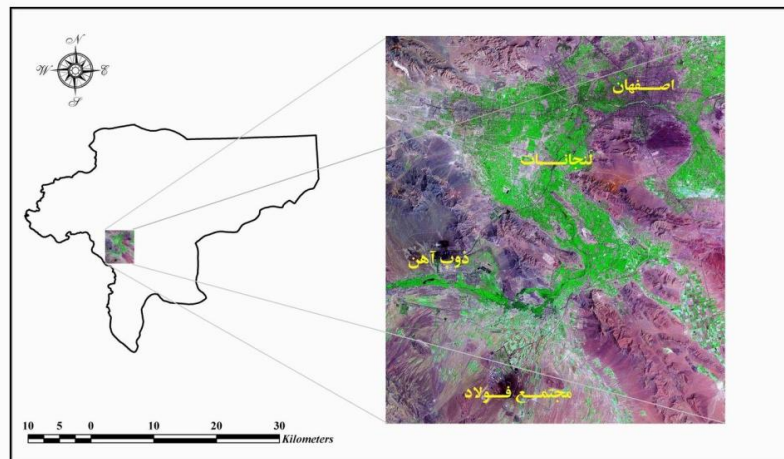 N
W E
S
اصفهان
لنجانات
ذوب آهن
مجتمع فولاد
10 5 0 10 20 30
Kilometers